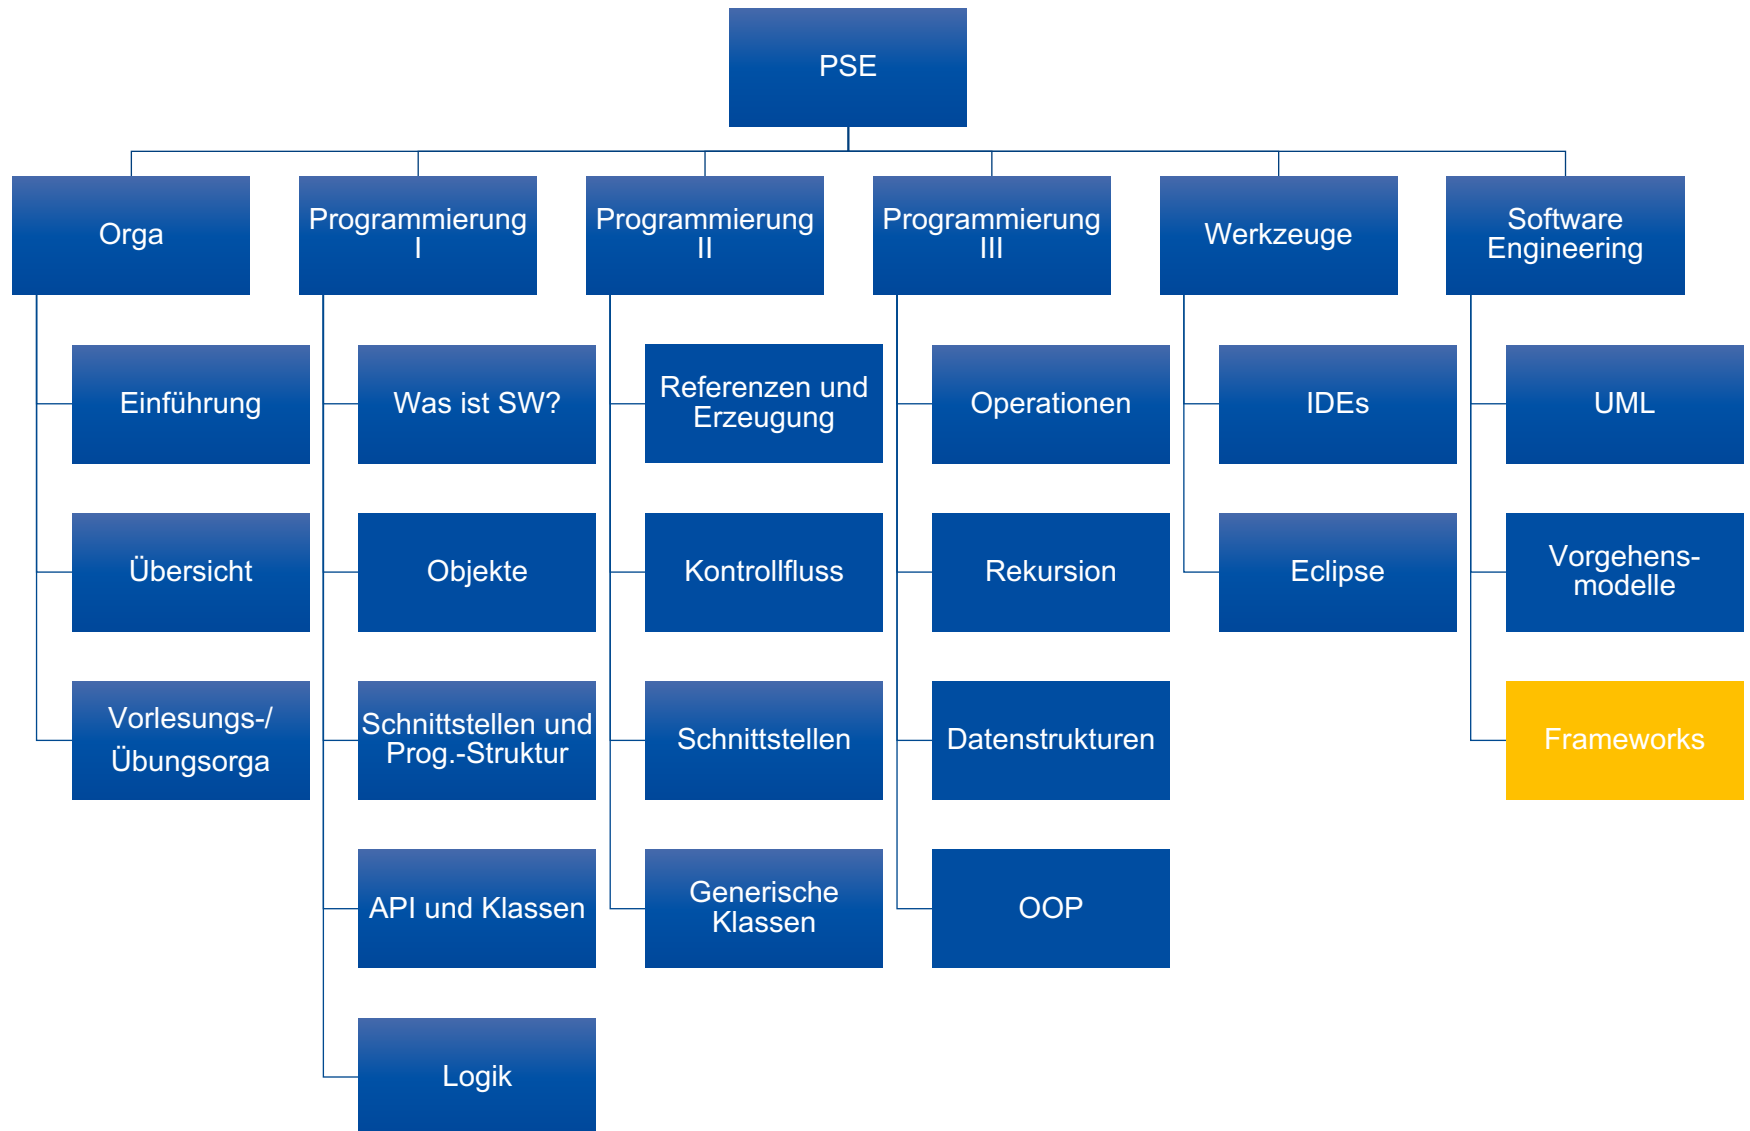 PSE
Orga
Programmierung
I
Programmierung
II
Programmierung
III
Werkzeuge
Software
Engineering
Einführung
Übersicht
Vorlesungs-/
Übungsorga
Was ist SW?
Objekte
Schnittstellen und
Prog.-Struktur
API und Klassen
Logik
Referenzen und
Erzeugung
Kontrollfluss
Schnittstellen
Generische
Klassen
Operationen
Rekursion
Datenstrukturen
OOP
IDEs
Eclipse
UML
Vorgehens-
modelle
Frameworks